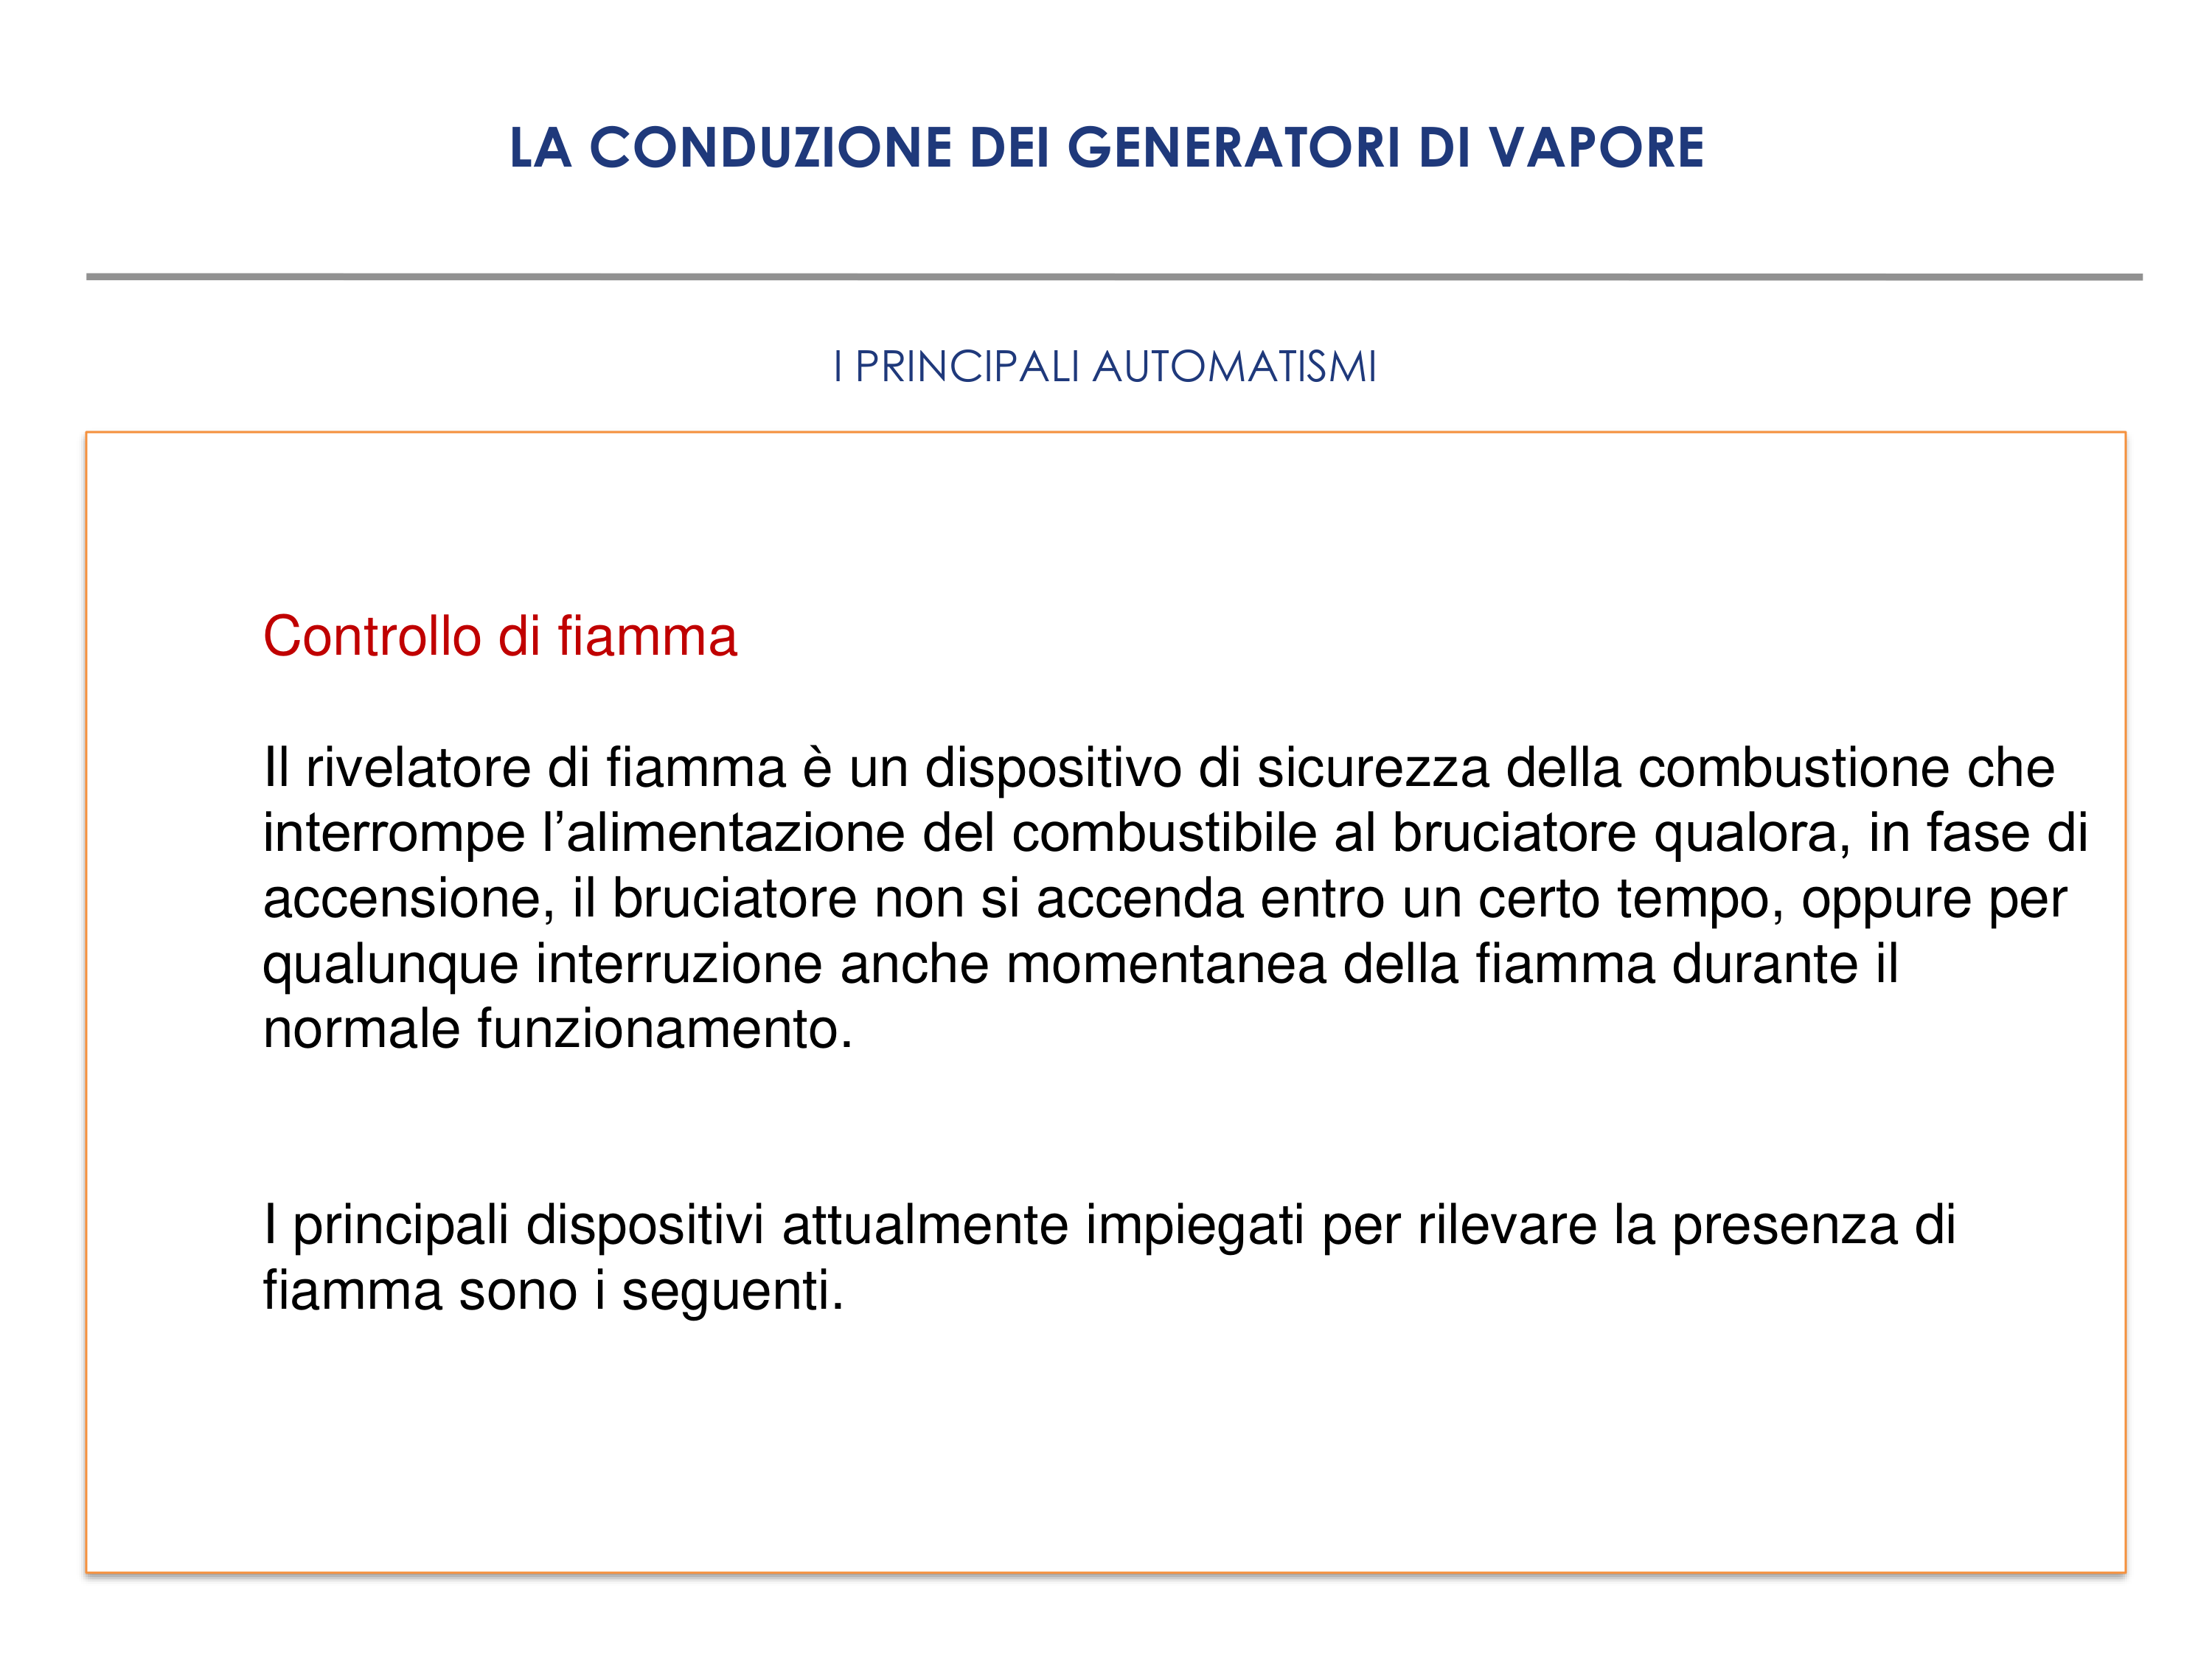 LA CONDUZIONE DEI GENERATORI DI VAPORE
I PRINCIPALI AUTOMATISMI
Controllo di fiamma
Il rivelatore di fiamma è un dispositivo di sicurezza della combustione che
interrompe l’alimentazione del combustibile al bruciatore qualora, in fase di
accensione, il bruciatore non si accenda entro un certo tempo, oppure per
qualunque interruzione anche momentanea della fiamma durante il
normale funzionamento.
I principali dispositivi attualmente impiegati per rilevare la presenza di
fiamma sono i seguenti.